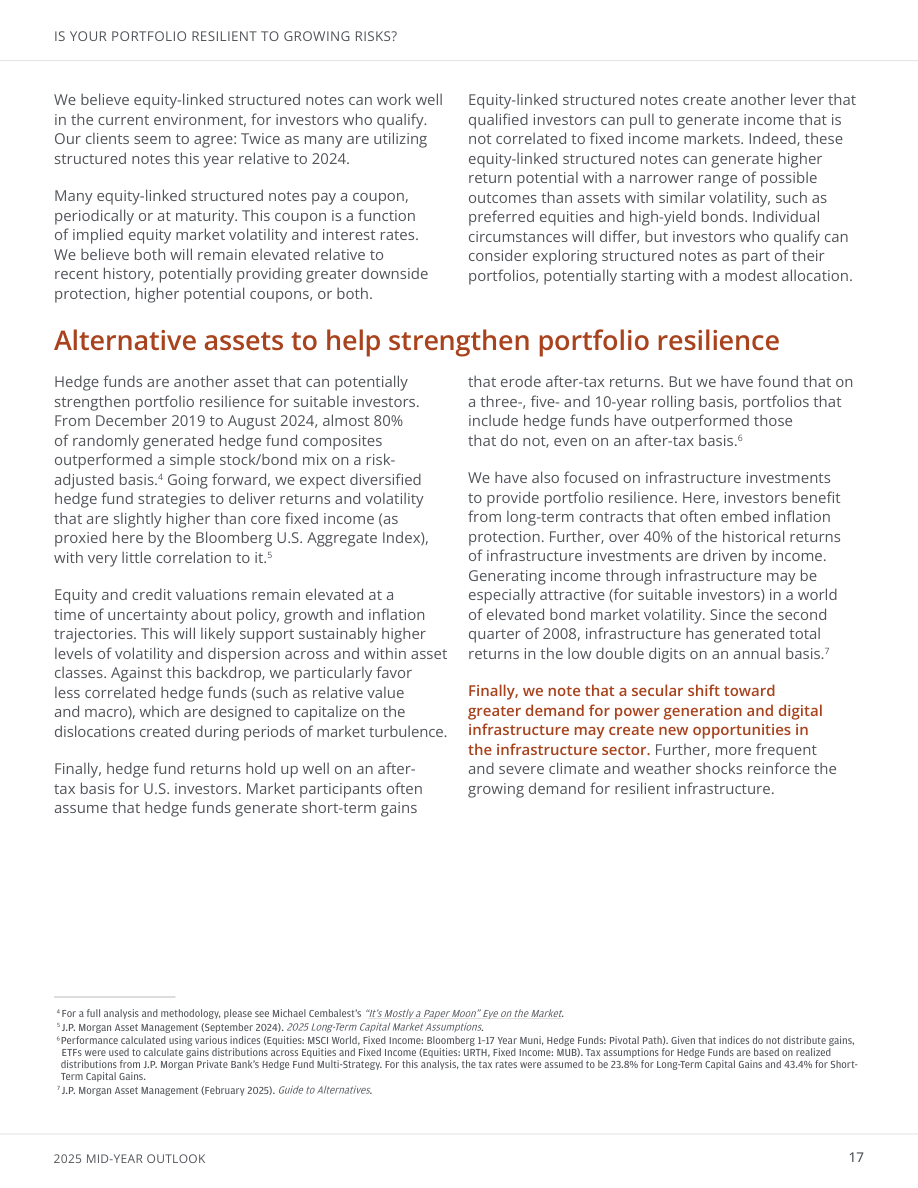 IS YOUR PORTFOLIO RESILIENT TO GROWING RISKS?
We believe equity-linked structured notes can work well
in the current environment, for investors who qualify.
Our clients seem to agree: Twice as many are utilizing
structured notes this year relative to 2024.
Many equity-linked structured notes pay a coupon,
periodically or at maturity. This coupon is a function
of implied equity market volatility and interest rates.
We believe both will remain elevated relative to
recent history, potentially providing greater downside
protection, higher potential coupons, or both.
Equity-linked structured notes create another lever that
qualified investors can pull to generate income that is
not correlated to fixed income markets. Indeed, these
equity-linked structured notes can generate higher
return potential with a narrower range of possible
outcomes than assets with similar volatility, such as
preferred equities and high-yield bonds. Individual
circumstances will differ, but investors who qualify can
consider exploring structured notes as part of their
portfolios, potentially starting with a modest allocation.
Alternative assets to help strengthen portfolio resilience
Hedge funds are another asset that can potentially
strengthen portfolio resilience for suitable investors.
From December 2019 to August 2024, almost 80%
of randomly generated hedge fund composites
outperformed a simple stock/bond mix on a risk-
adjusted basis.⁴ Going forward, we expect diversified
hedge fund strategies to deliver returns and volatility
that are slightly higher than core fixed income (as
proxied here by the Bloomberg U.S. Aggregate Index),
with very little correlation to it.⁵
Equity and credit valuations remain elevated at a
time of uncertainty about policy, growth and inflation
trajectories. This will likely support sustainably higher
levels of volatility and dispersion across and within asset
classes. Against this backdrop, we particularly favor
less correlated hedge funds (such as relative value
and macro), which are designed to capitalize on the
dislocations created during periods of market turbulence.
Finally, hedge fund returns hold up well on an after-
tax basis for U.S. investors. Market participants often
assume that hedge funds generate short-term gains
that erode after-tax returns. But we have found that on
a three-, five- and 10-year rolling basis, portfolios that
include hedge funds have outperformed those
that do not, even on an after-tax basis.⁶
We have also focused on infrastructure investments
to provide portfolio resilience. Here, investors benefit
from long-term contracts that often embed inflation
protection. Further, over 40% of the historical returns
of infrastructure investments are driven by income.
Generating income through infrastructure may be
especially attractive (for suitable investors) in a world
of elevated bond market volatility. Since the second
quarter of 2008, infrastructure has generated total
returns in the low double digits on an annual basis.⁷
Finally, we note that a secular shift toward
greater demand for power generation and digital
infrastructure may create new opportunities in
the infrastructure sector. Further, more frequent
and severe climate and weather shocks reinforce the
growing demand for resilient infrastructure.
⁴ For a full analysis and methodology, please see Michael Cembalest's "It's Mostly a Paper Moon" Eye on the Market.
⁵ J.P. Morgan Asset Management (September 2024). 2025 Long-Term Capital Market Assumptions.
⁶ Performance calculated using various indices (Equities: MSCI World, Fixed Income: Bloomberg 1-17 Year Muni, Hedge Funds: Pivotal Path). Given that indices do not distribute gains,
ETFs were used to calculate gains distributions across Equities and Fixed Income (Equities: URTH, Fixed Income: MUB). Tax assumptions for Hedge Funds are based on realized
distributions from J.P. Morgan Private Bank's Hedge Fund Multi-Strategy. For this analysis, the tax rates were assumed to be 23.8% for Long-Term Capital Gains and 43.4% for Short-
Term Capital Gains.
⁷ J.P. Morgan Asset Management (February 2025). Guide to Alternatives.
2025 MID-YEAR OUTLOOK
17